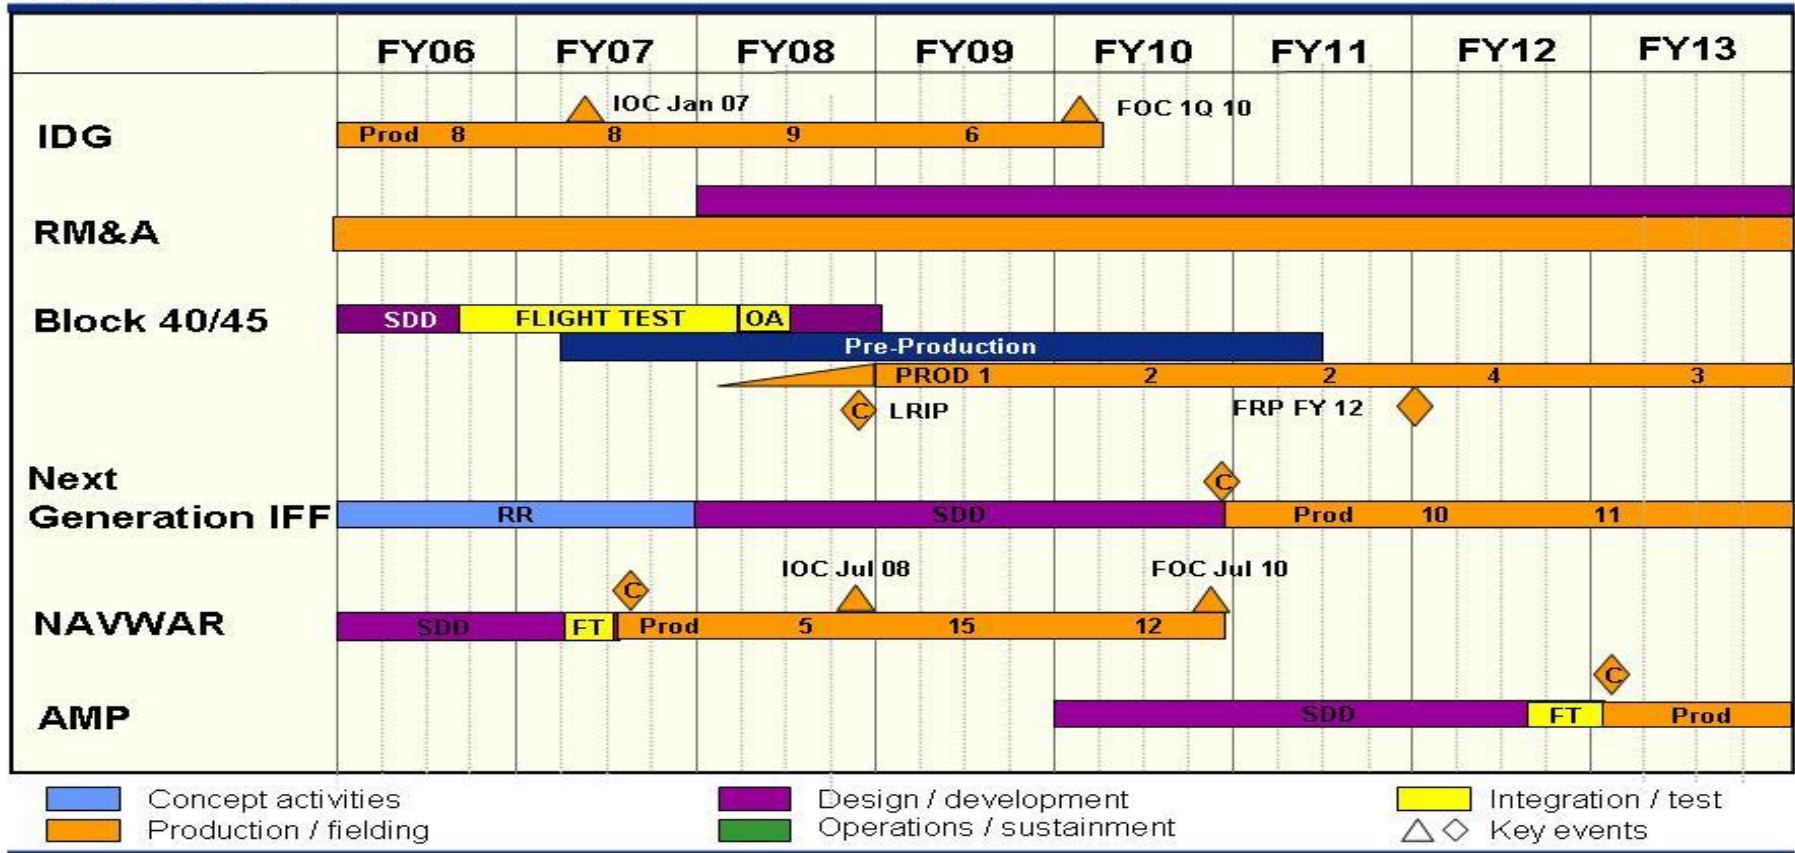 FY06 FY07 FY08 FY09 FY10 FY11 FY12 FY13
IOC Jan 07 FOC 1Q 10
IDG Prod 8 8 9 6
RM&A
Block 40/45 SDD FLIGHT TEST OA
Pre-Production
PROD 1 2 2 4 3
C LRIP FRP FY 12
Next
C
Generation IFF RR SDD Prod 10 11
IOC Jul 08 FOC Jul 10
C
NAVWAR SDD FT Prod 5 15 12
C
AMP SDD FT Prod
Concept activities Design / development Integration / test
Production / fielding Operations / sustainment Key events